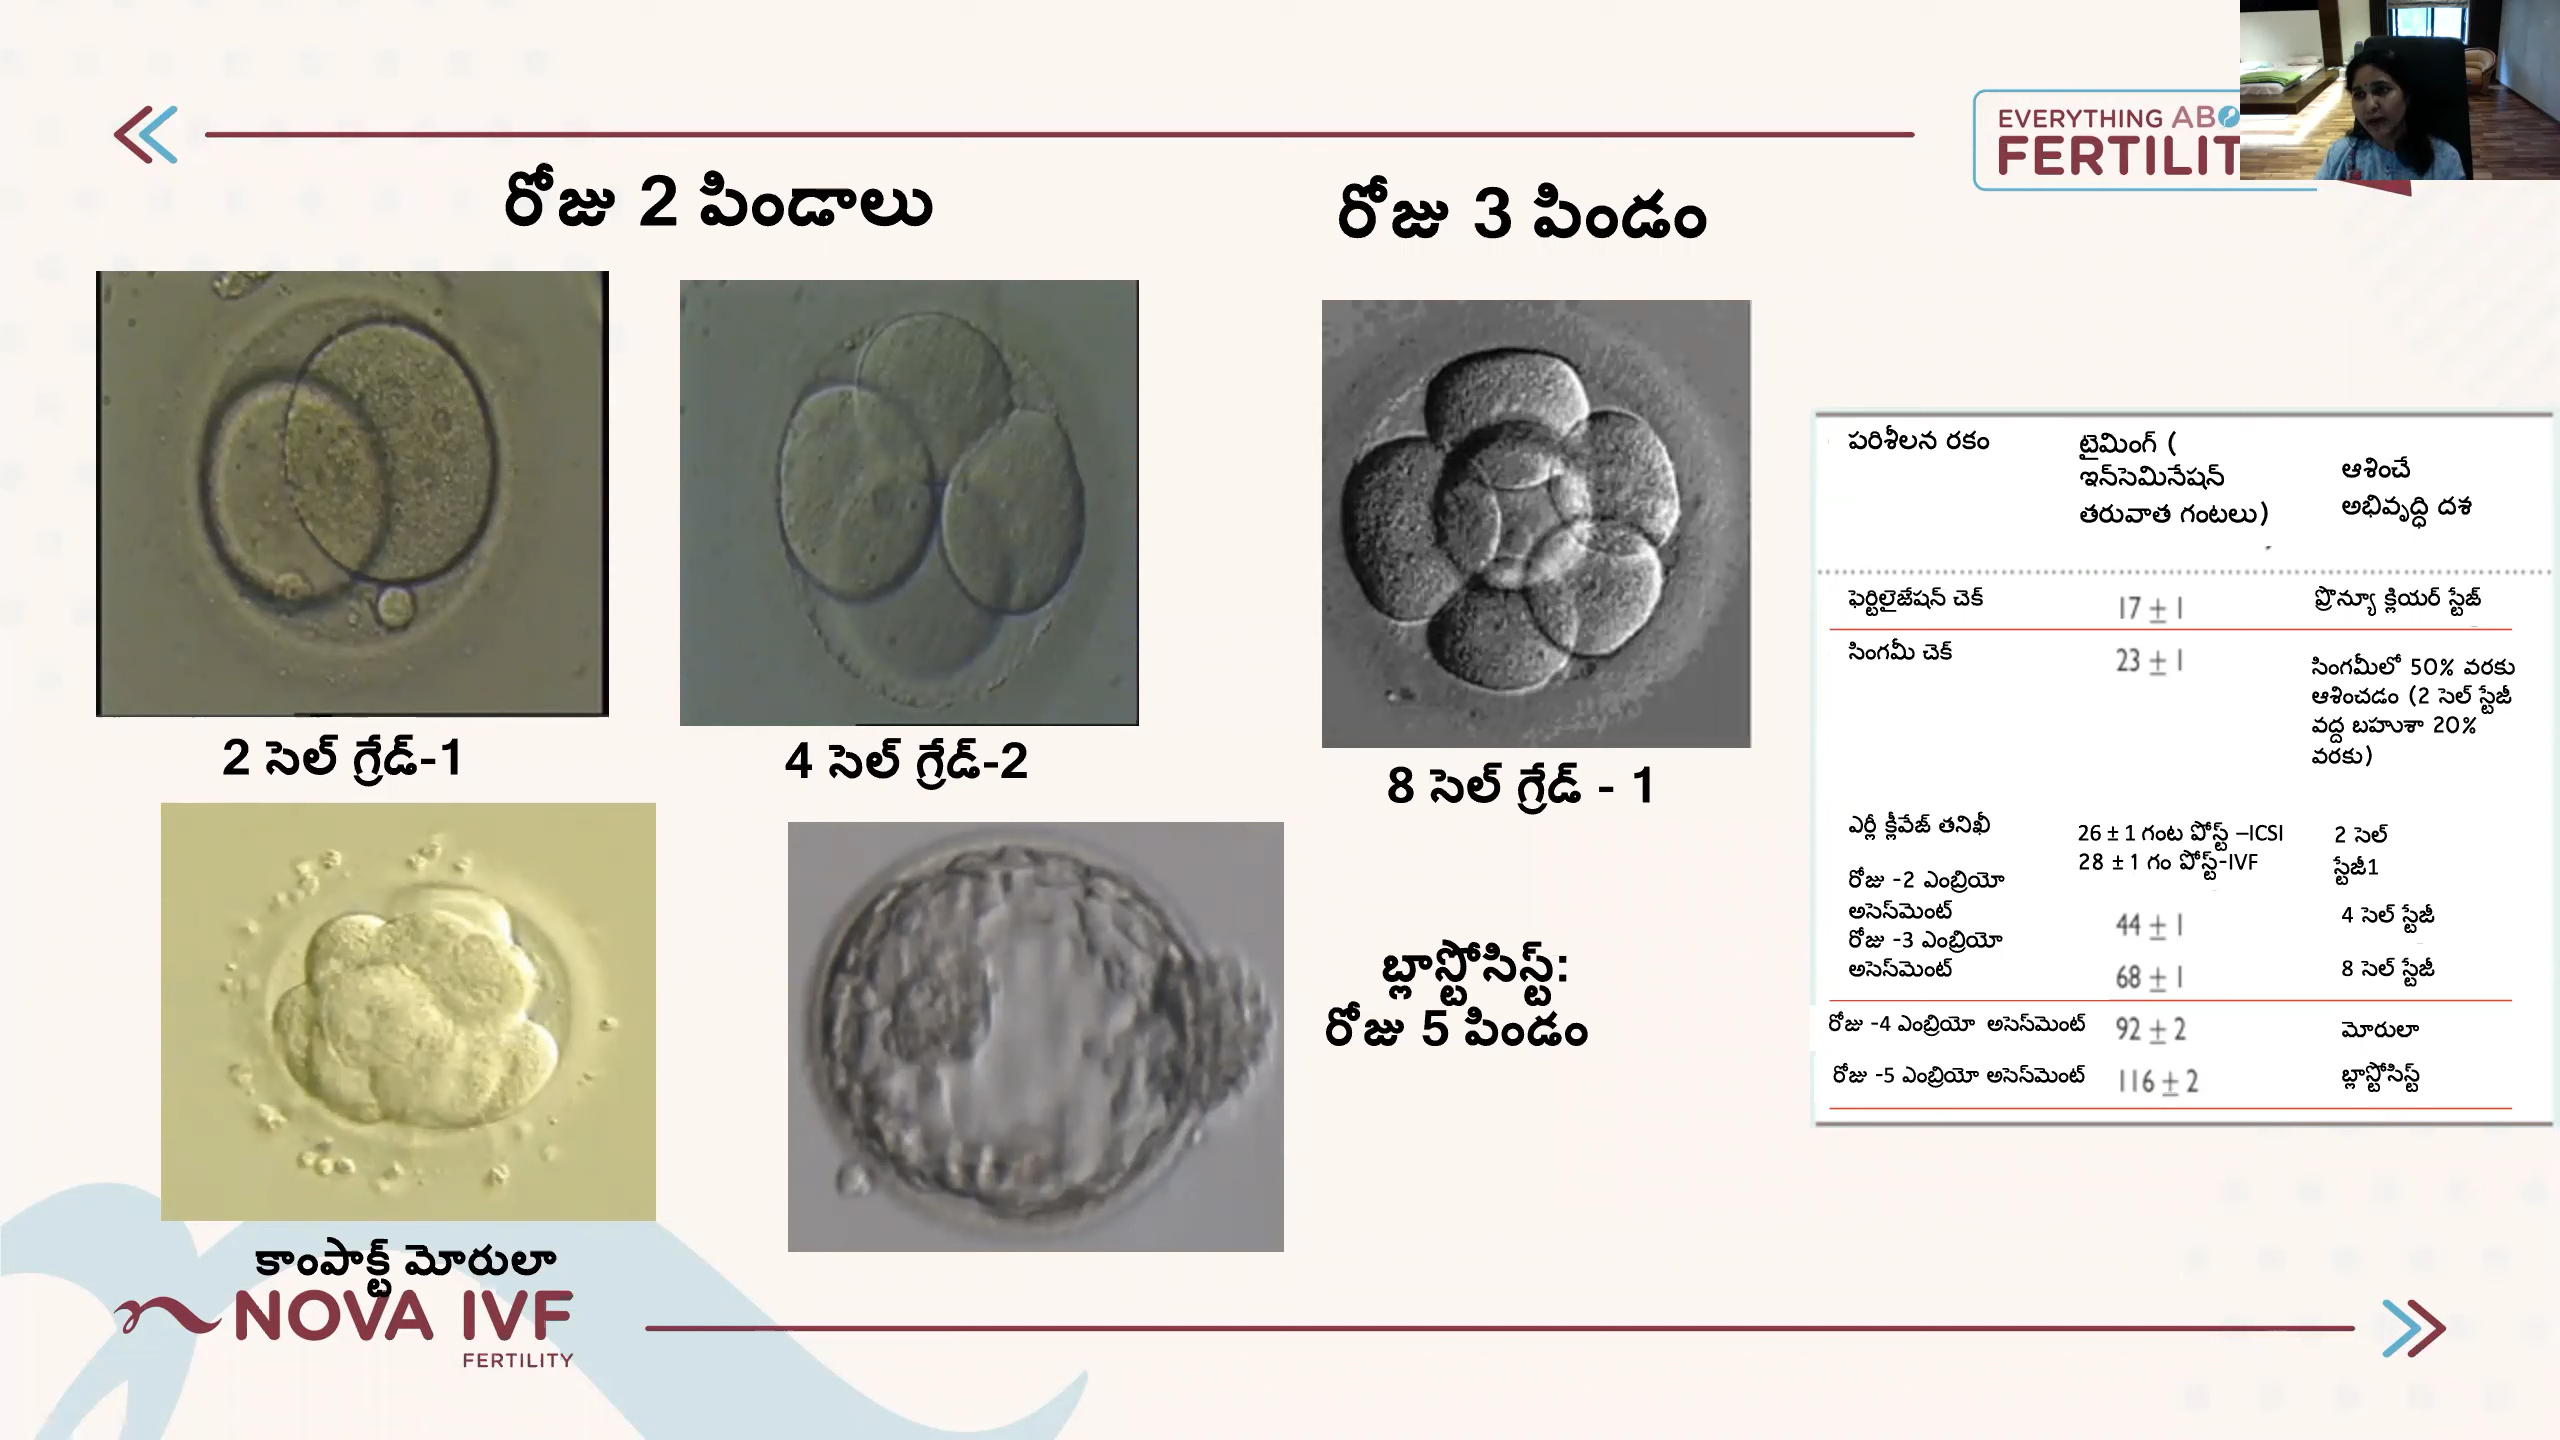 EVERYTHING
FERTILIT
రోజు 2 పిండాలు
రోజు 3 పిండం
2 సెల్ గ్రేడ్-1
4 సెల్ గ్రేడ్-2
8 సెల్ గ్రేడ్ - 1
కాంపాక్ట్ మోరులా
బ్లాస్టోసిస్ట్:
రోజు 5 పిండం
పరిశీలన రకం
టైమింగ్ (
ఇన్‌సెమినేషన్
తరువాత గంటలు)
ఆశించే
అభివృద్ధి దశ
ఫెర్టిలైజేషన్ చెక్ 17 ± 1 ప్రొన్యూ క్లియర్ స్టేజ్
సింగమీ చెక్ 23 ± 1
సింగమీలో 50% వరకు
ఆశించడం (2 సెల్ స్టేజీ
వద్ద బహుశా 20%
వరకు)
ఎర్లీ క్లీవేజ్ తనిఖీ
26 ± 1 గంట పోస్ట్ –ICSI
28 ± 1 గం పోస్ట్-IVF
2 సెల్
స్టేజీ1
రోజు -2 ఎంబ్రియో
అసెస్‌మెంట్ 44 ± 1 4 సెల్ స్టేజీ
రోజు -3 ఎంబ్రియో
అసెస్‌మెంట్ 68 ± 1 8 సెల్ స్టేజీ
రోజు -4 ఎంబ్రియో అసెస్‌మెంట్ 92 ± 2 మోరులా
రోజు -5 ఎంబ్రియో అసెస్‌మెంట్ 116 ± 2 బ్లాస్టోసిస్ట్
NOVA IVF
FERTILITY